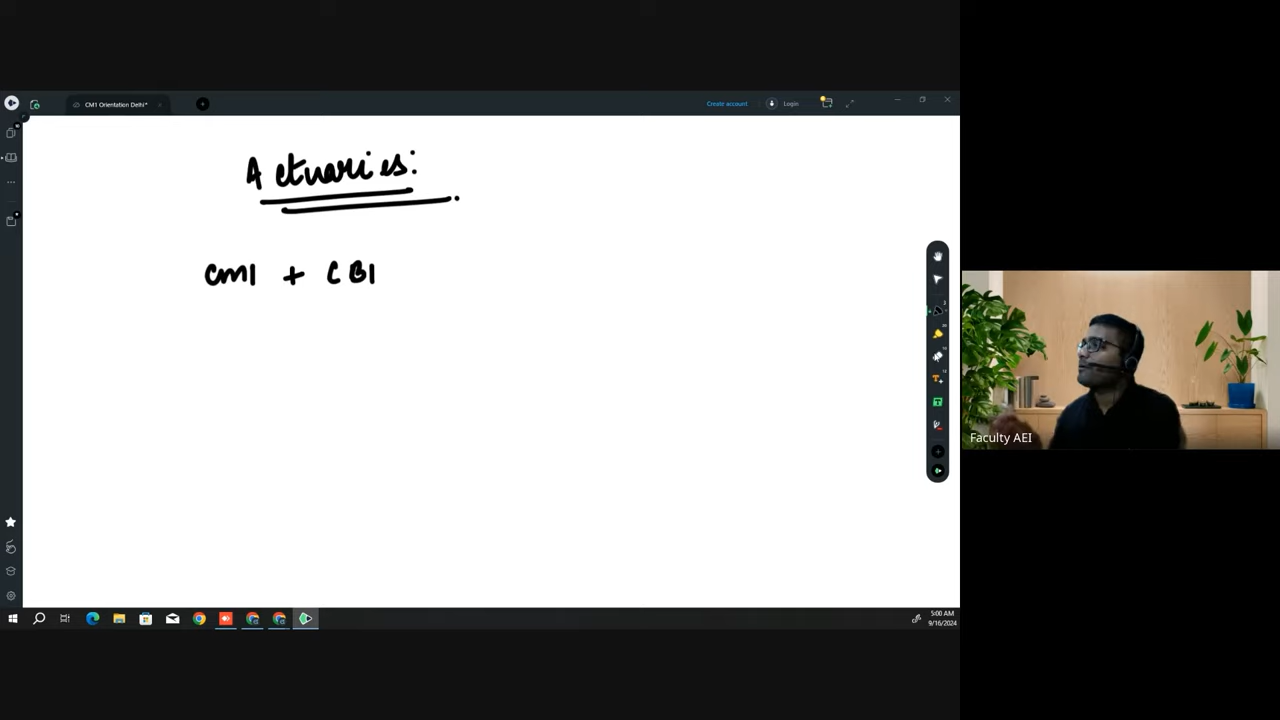 CM1 Orientation Delhi*
Create account
Login
Actuaries:
CM1 + CB1
Faculty AEI
5:00 AM
9/16/2024